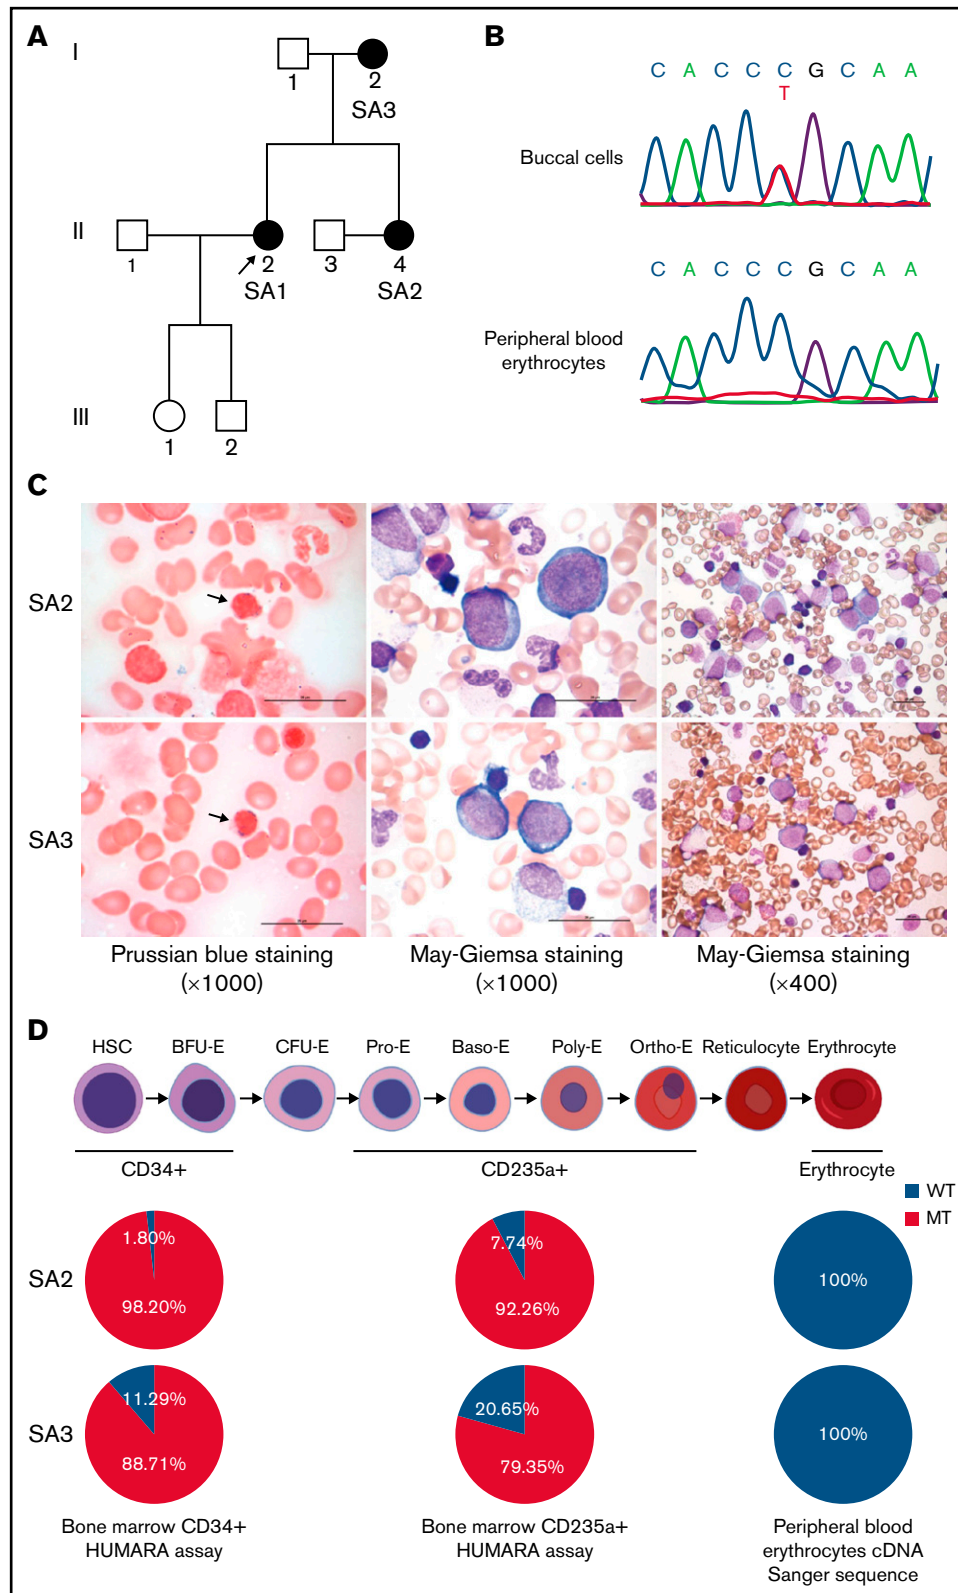 A
I
1
2
SA3
II
1
2
SA1
3
4
SA2
III
1
2
B
C A C C C G C A A
T
Buccal cells
C A C C C G C A A
Peripheral blood
erythrocytes
C
SA2
SA3
Prussian blue staining
(×1000)
May-Giemsa staining
(×1000)
May-Giemsa staining
(×400)
D
HSC BFU-E CFU-E Pro-E Baso-E Poly-E Ortho-E Reticulocyte Erythrocyte
CD34+ CD235a+ Erythrocyte
WT
MT
SA2
1.80%
98.20%
7.74%
92.26%
100%
SA3
11.29%
88.71%
20.65%
79.35%
100%
Bone marrow CD34+
HUMARA assay
Bone marrow CD235a+
HUMARA assay
Peripheral blood
erythrocytes cDNA
Sanger sequence